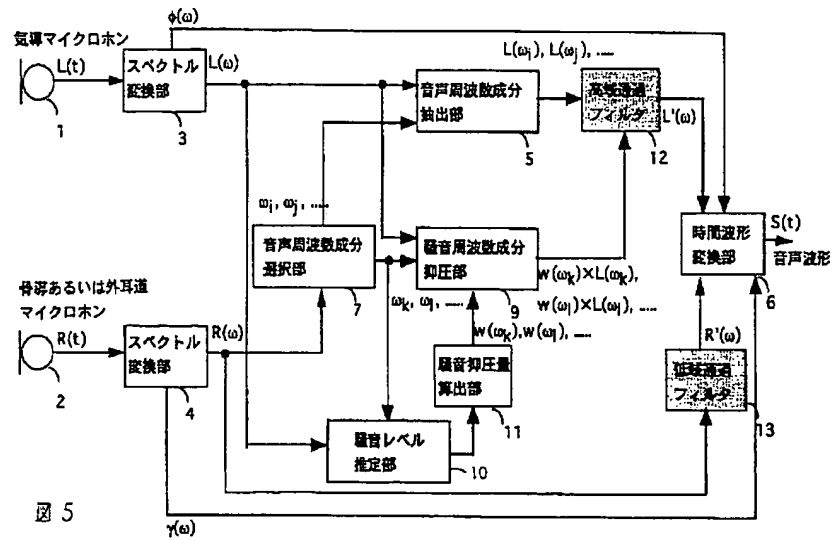 φ(ω)
気導マイクロホン
L(t)
1
スペクトル
変換部
3
L(ω)
L(ωi), L(ωj), .....
音声周波数成分
抽出部
5
高域通過
フィルタ
12
L'(ω)
ωi, ωj, .....
音声周波数成分
選択部
7
騒音周波数成分
抑圧部
9
ωk, ωl, .....
w(ωk)×L(ωk),
w(ωl)×L(ωl), .....
w(ωk),w(ωl), .....
時間波形
変換部
6
S(t)
音声波形
骨導あるいは外耳道
マイクロホン
R(t)
2
スペクトル
変換部
4
R(ω)
騒音抑圧量
算出部
11
騒音レベル
推定部
10
R'(ω)
低域通過
フィルタ
13
図 5
γ(ω)